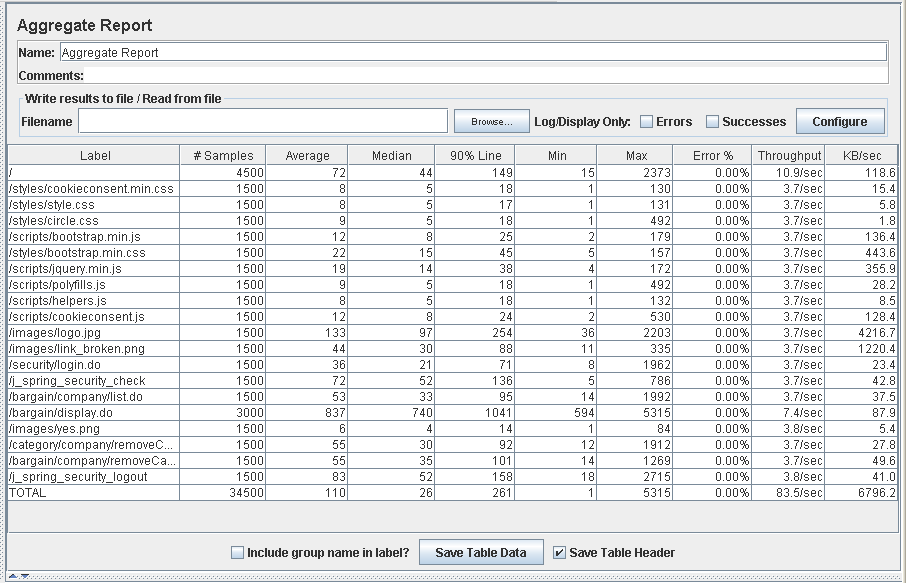 Aggregate Report
Name: Aggregate Report
Comments:
Write results to file / Read from file
Filename Browse... Log/Display Only: Errors Successes Configure
Label # Samples Average Median 90% Line Min Max Error % Throughput KB/sec
/ 4500 72 44 149 15 2373 0.00% 10.9/sec 118.6
/styles/cookieconsent.min.css 1500 8 5 18 1 130 0.00% 3.7/sec 15.4
/styles/style.css 1500 8 5 17 1 131 0.00% 3.7/sec 5.8
/styles/circle.css 1500 9 5 18 1 492 0.00% 3.7/sec 1.8
/scripts/bootstrap.min.js 1500 12 8 25 2 179 0.00% 3.7/sec 136.4
/styles/bootstrap.min.css 1500 22 15 45 5 157 0.00% 3.7/sec 443.6
/scripts/jquery.min.js 1500 19 14 38 4 172 0.00% 3.7/sec 355.9
/scripts/polyfills.js 1500 9 5 18 1 492 0.00% 3.7/sec 28.2
/scripts/helpers.js 1500 8 5 18 1 132 0.00% 3.7/sec 8.5
/scripts/cookieconsent.js 1500 12 8 24 2 530 0.00% 3.7/sec 128.4
/images/logo.jpg 1500 133 97 254 36 2203 0.00% 3.7/sec 4216.7
/images/link_broken.png 1500 44 30 88 11 335 0.00% 3.7/sec 1220.4
/security/login.do 1500 36 21 71 8 1962 0.00% 3.7/sec 23.4
/j_spring_security_check 1500 72 52 136 5 786 0.00% 3.7/sec 42.8
/bargain/company/list.do 1500 53 33 95 14 1992 0.00% 3.7/sec 37.5
/bargain/display.do 3000 837 740 1041 594 5315 0.00% 7.4/sec 87.9
/images/yes.png 1500 6 4 14 1 84 0.00% 3.8/sec 5.4
/category/company/removeC... 1500 55 30 92 12 1912 0.00% 3.7/sec 27.8
/bargain/company/removeCa... 1500 55 35 101 14 1269 0.00% 3.8/sec 49.6
/j_spring_security_logout 1500 83 52 158 18 2715 0.00% 3.8/sec 41.0
TOTAL 34500 110 26 261 1 5315 0.00% 83.5/sec 6796.2
Include group name in label? Save Table Data Save Table Header